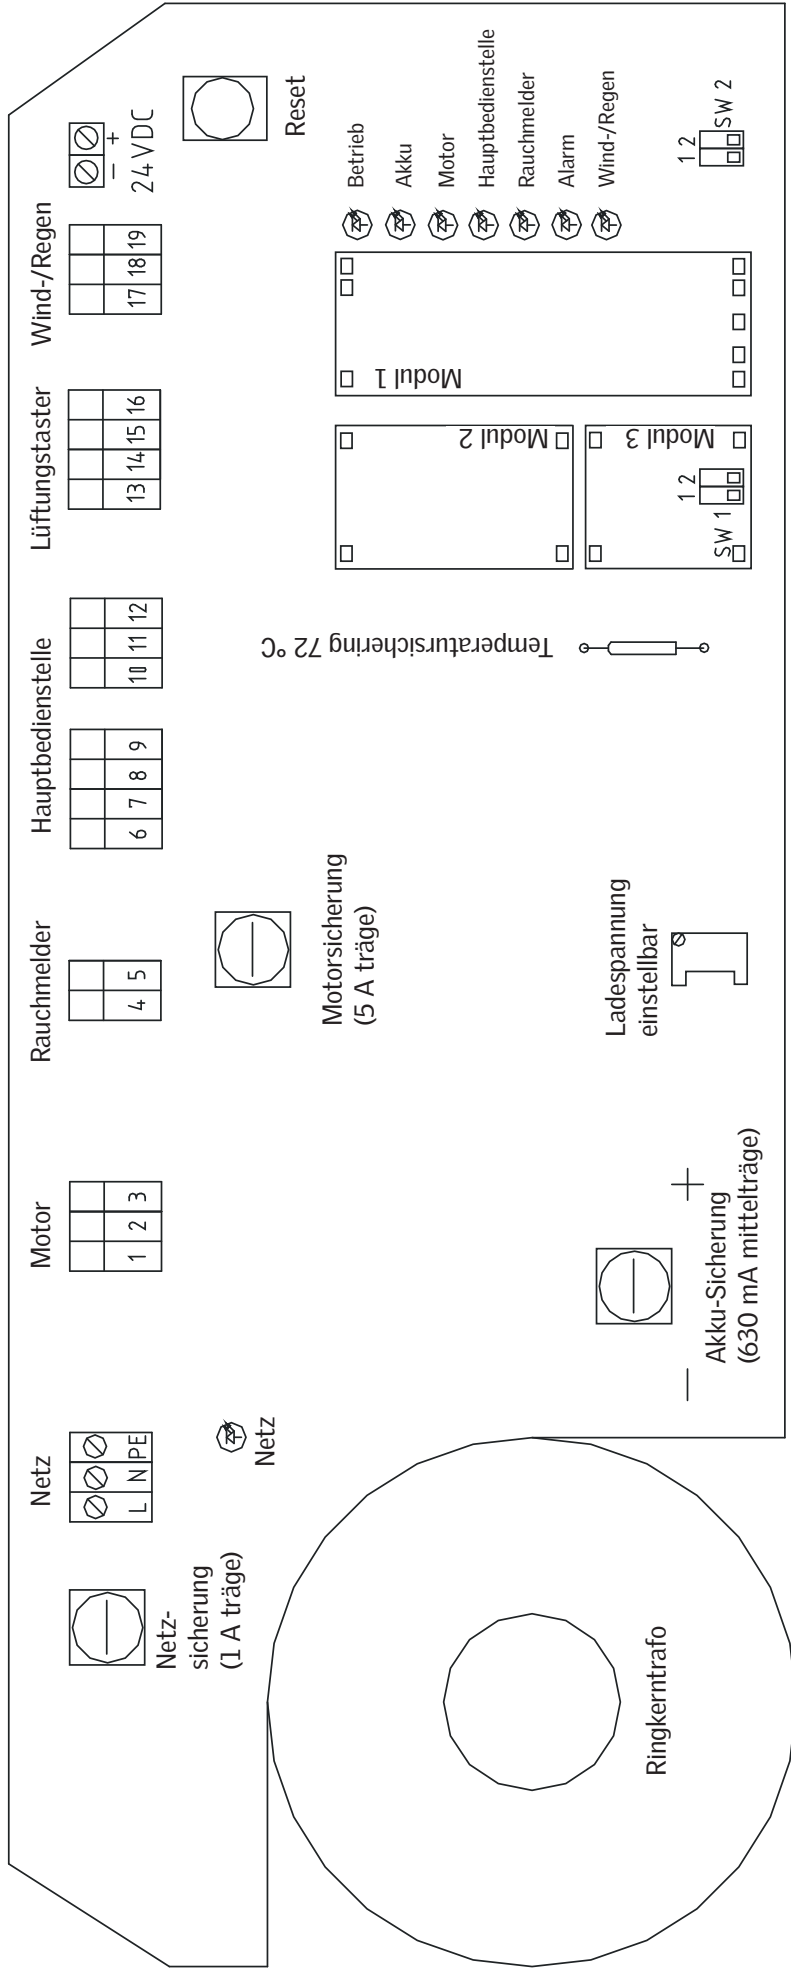 Netz
L N PE
Netz-
sicherung
(1 A träge)
Netz
Motor
1 2 3
Rauchmelder
4 5
Hauptbedienstelle
6 7 8 9
10 11 12
Lüftungstaster
13 14 15 16
Wind-/Regen
17 18 19
– +
24VDC
Reset
Motorsicherung
(5 A träge)
Temperatursichering 72 °C
Betrieb
Akku
Motor
Hauptbedienstelle
Rauchmelder
Alarm
Wind-/Regen
Modul 1
Modul 2
Modul 3
1 2
SW 1
1 2
SW 2
Ladespannung
einstellbar
– +
Akku-Sicherung
(630 mA mittelträge)
Ringkerntrafo